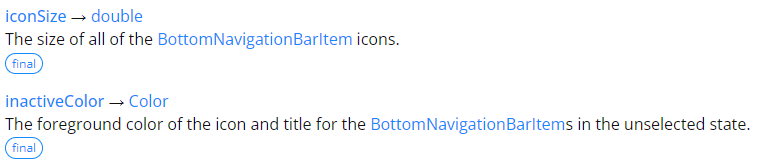 iconSize → double
The size of all of the BottomNavigationBarItem icons.
final
inactiveColor → Color
The foreground color of the icon and title for the BottomNavigationBarItems in the unselected state.
final